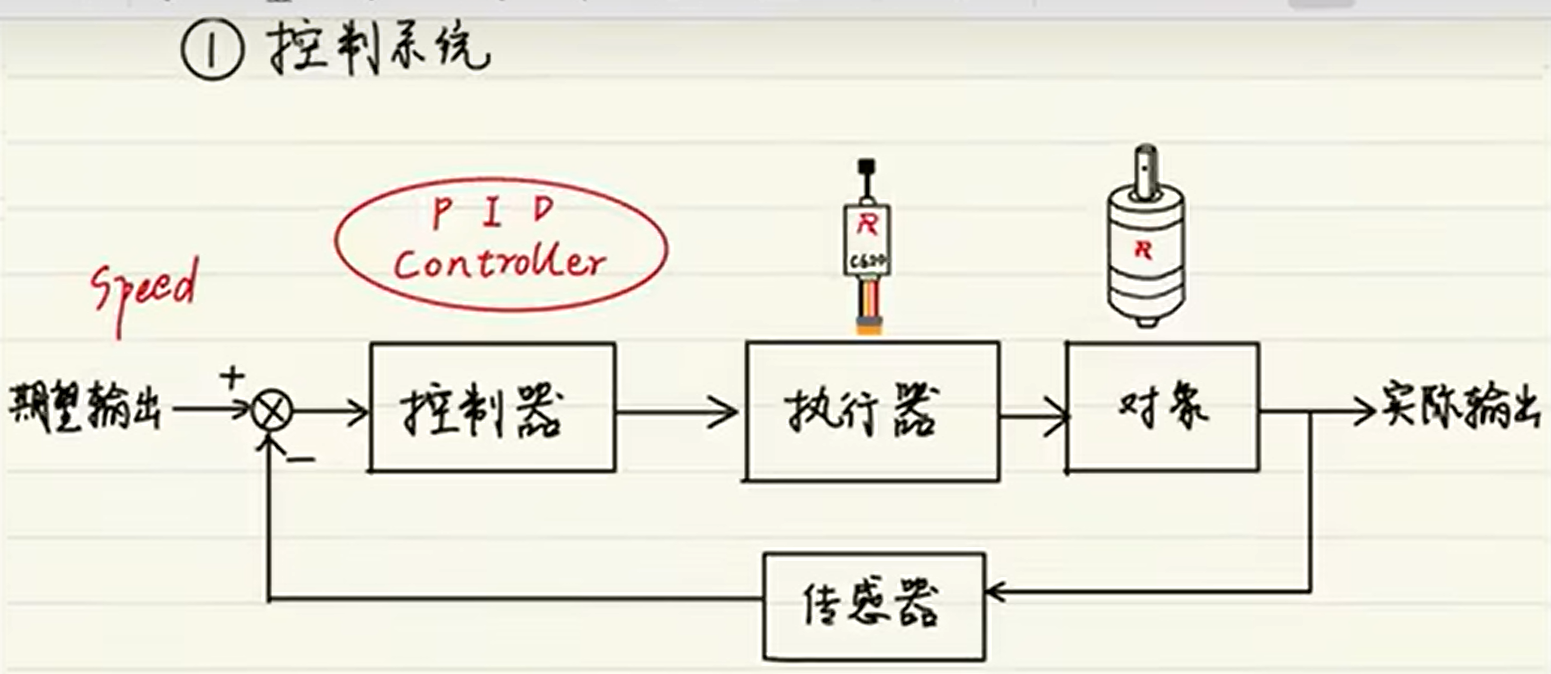 ① 控制系统
P I D
Controller
R
C620
R
Speed
期望输出
+
控制器
执行器
对象
实际输出
−
传感器